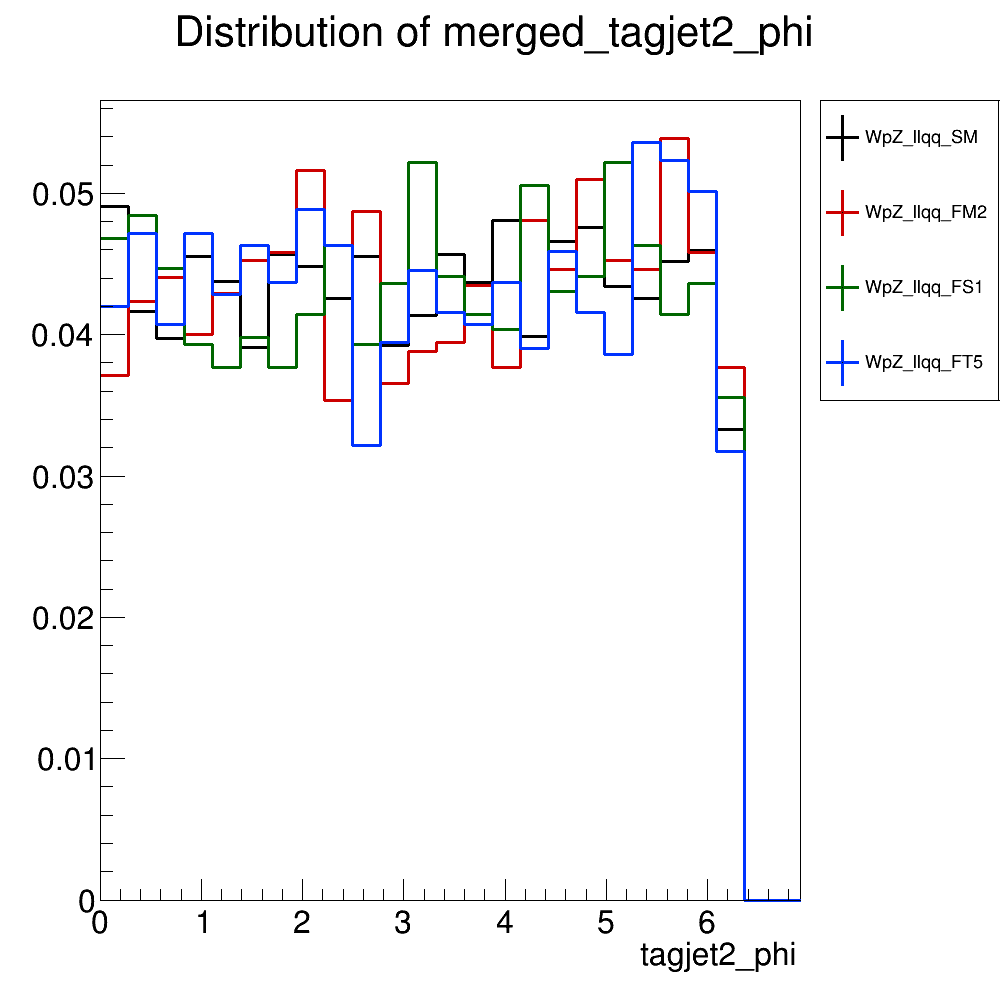 Distribution of merged_tagjet2_phi
WpZ_llqq_SM
WpZ_llqq_FM2
WpZ_llqq_FS1
WpZ_llqq_FT5
0.05
0.04
0.03
0.02
0.01
0
0 1 2 3 4 5 6
tagjet2_phi